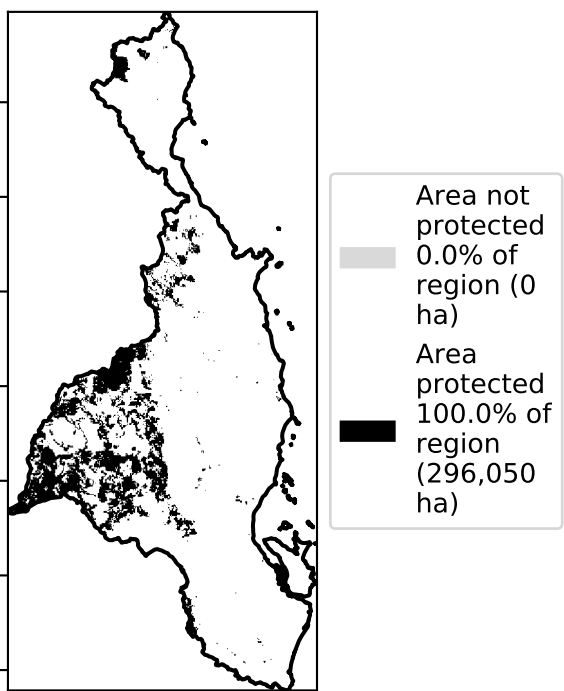 Area not
protected
0.0% of
region (0
ha)
Area
protected
100.0% of
region
(296,050
ha)